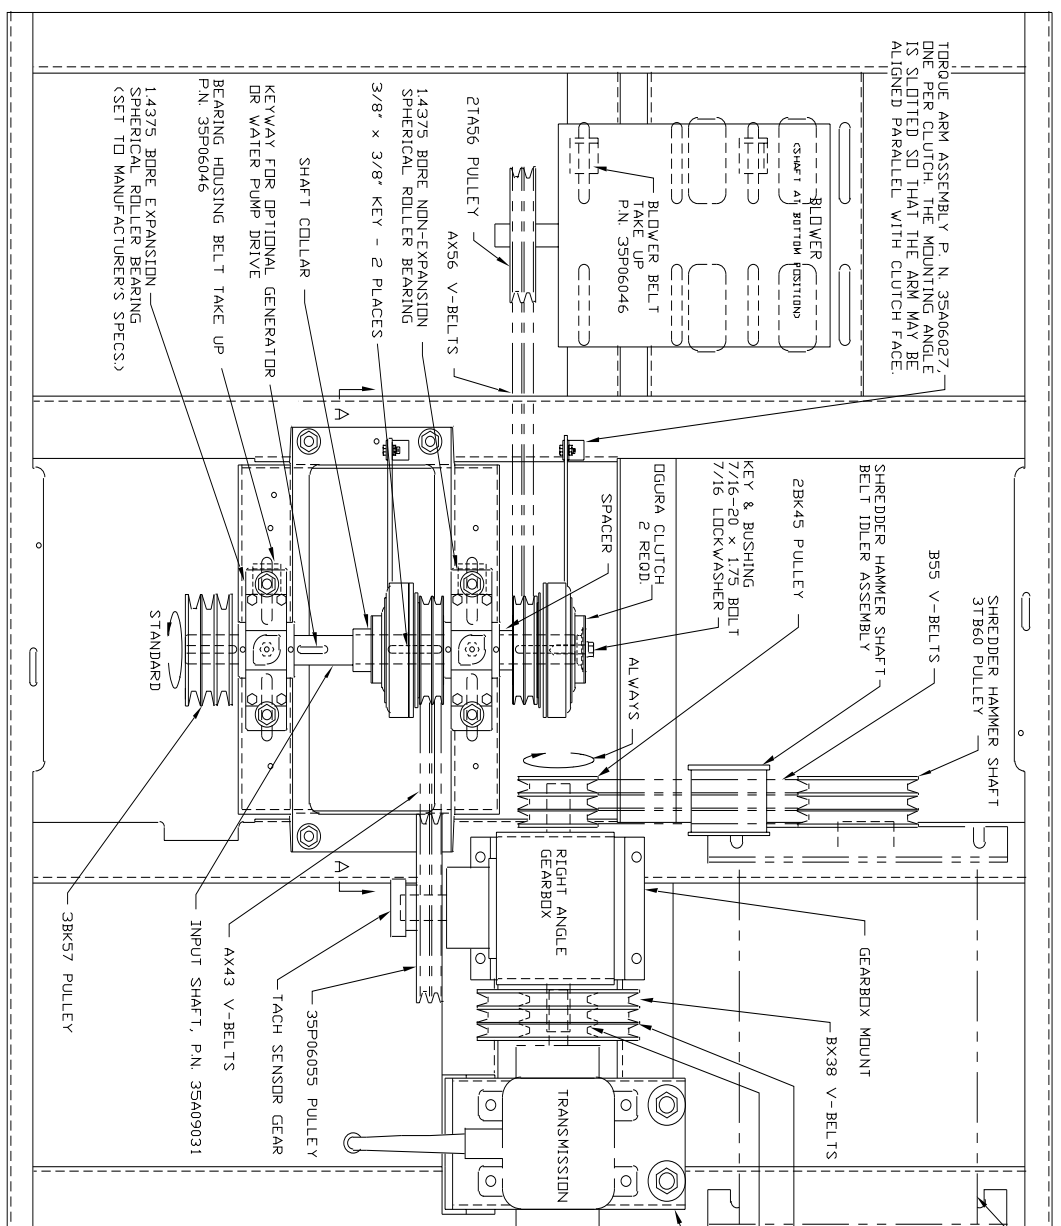 TORQUE ARM ASSEMBLY P. N. 35A06027,
ONE PER CLUTCH. THE MOUNTING ANGLE
IS SLOTTED SO THAT THE ARM MAY BE
ALIGNED PARALLEL WITH CLUTCH FACE.
BLOWER
(SHAFT AT BOTTOM POSITION)
BLOWER BELT
TAKE UP
P.N. 35P06046
2TA56 PULLEY
AX56 V-BELTS
1.4375 BORE NON-EXPANSION
SPHERICAL ROLLER BEARING
3/8" x 3/8" KEY - 2 PLACES
SHAFT COLLAR
KEYWAY FOR OPTIONAL GENERATOR
OR WATER PUMP DRIVE
BEARING HOUSING BELT TAKE UP
P.N. 35P06046
1.4375 BORE EXPANSION
SPHERICAL ROLLER BEARING
(SET TO MANUFACTURER'S SPECS.)
A
SHREDDER HAMMER SHAFT
3TB60 PULLEY
B55 V-BELTS
SHREDDER HAMMER SHAFT
BELT IDLER ASSEMBLY
2BK45 PULLEY
KEY & BUSHING
7/16-20 x 1.75 BOLT
7/16 LOCKWASHER
OGURA CLUTCH
2 REQD.
SPACER
ALWAYS
STANDARD
A
RIGHT ANGLE
GEARBOX
GEARBOX MOUNT
BX38 V-BELTS
TRANSMISSION
35P06055 PULLEY
TACH SENSOR GEAR
AX43 V-BELTS
INPUT SHAFT, P.N. 35A09031
3BK57 PULLEY